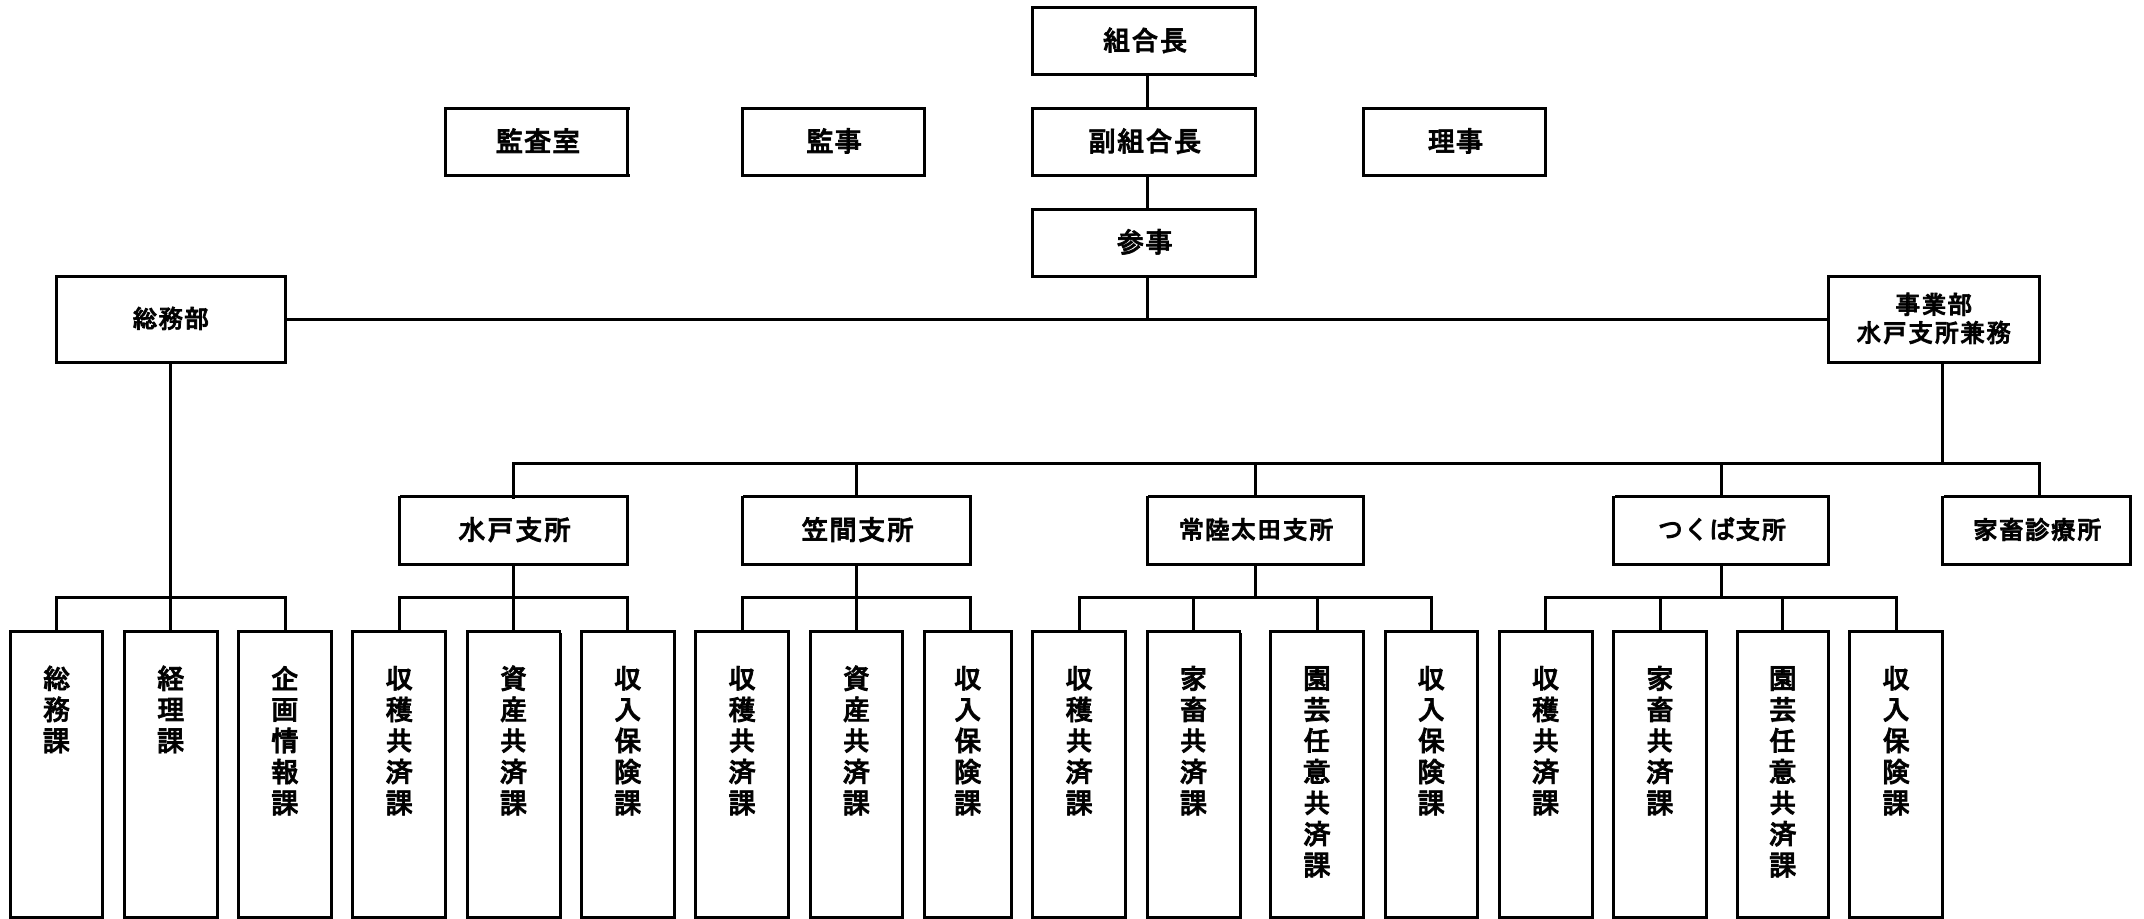 組合長
監査室
監事
副組合長
理事
参事
総務部
事業部
水戸支所兼務
水戸支所
笠間支所
常陸太田支所
つくば支所
家畜診療所
総務課
経理課
企画情報課
収穫共済課
資産共済課
収入保険課
収穫共済課
資産共済課
収入保険課
収穫共済課
家畜共済課
園芸任意共済課
収入保険課
収穫共済課
家畜共済課
園芸任意共済課
収入保険課